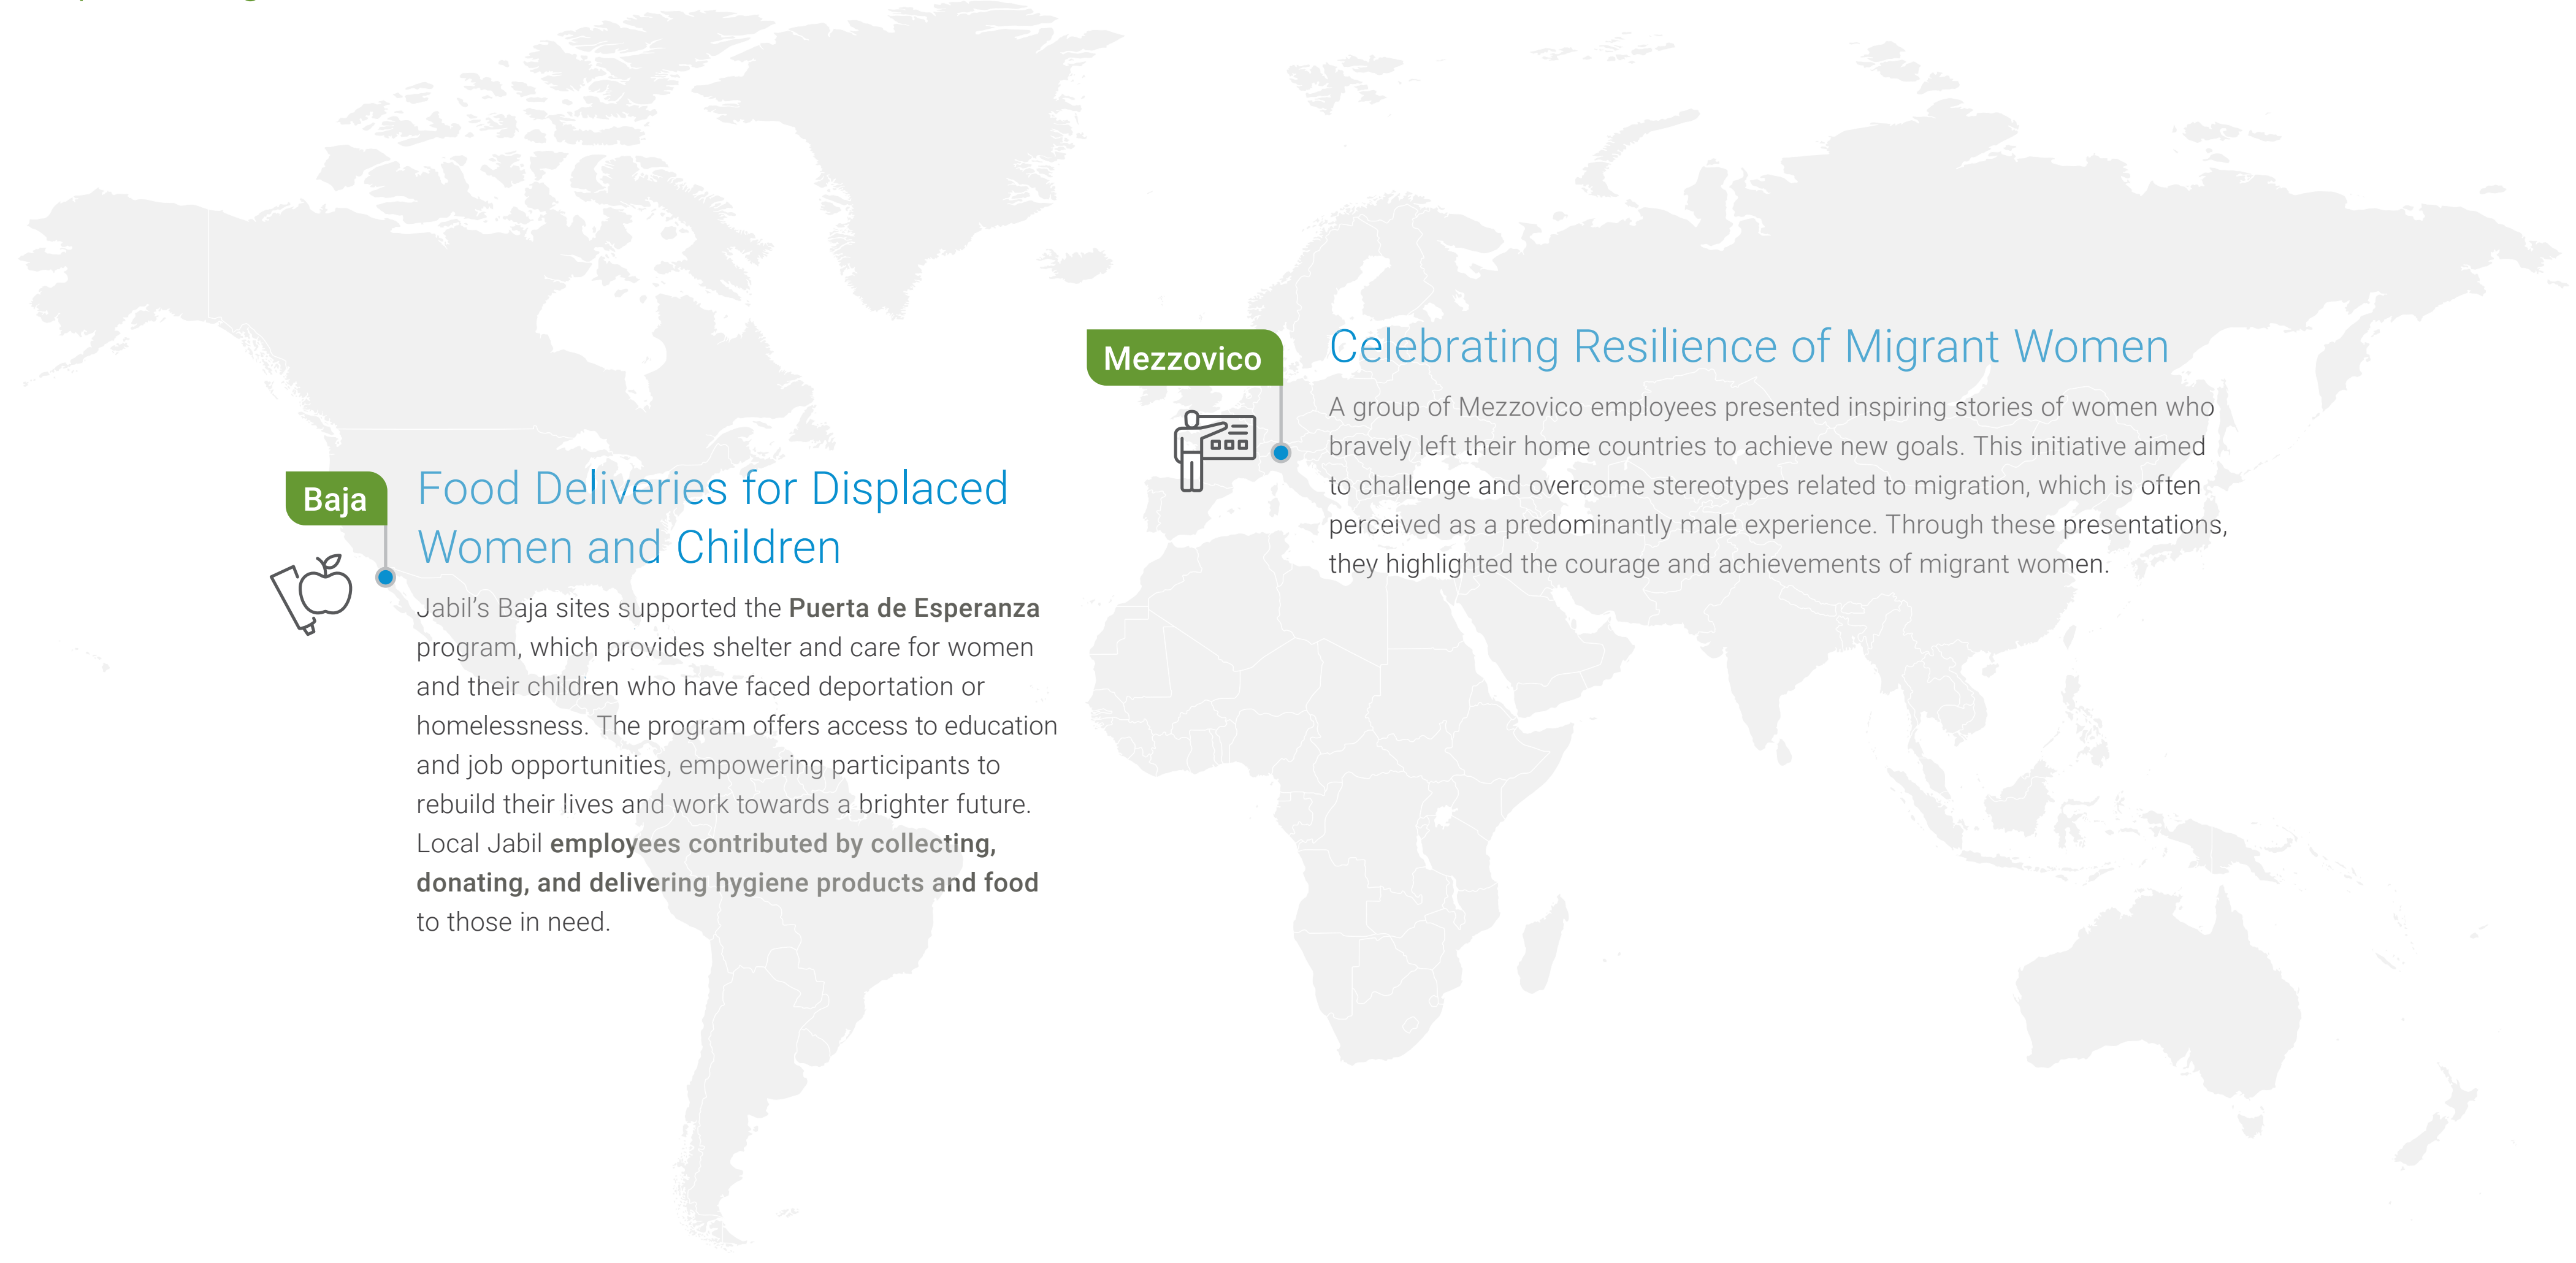 Baja
Food Deliveries for Displaced
Women and Children
Jabil’s Baja sites supported the Puerta de Esperanza
program, which provides shelter and care for women
and their children who have faced deportation or
homelessness. The program offers access to education
and job opportunities, empowering participants to
rebuild their lives and work towards a brighter future.
Local Jabil employees contributed by collecting,
donating, and delivering hygiene products and food
to those in need.
Mezzovico
Celebrating Resilience of Migrant Women
A group of Mezzovico employees presented inspiring stories of women who
bravely left their home countries to achieve new goals. This initiative aimed
to challenge and overcome stereotypes related to migration, which is often
perceived as a predominantly male experience. Through these presentations,
they highlighted the courage and achievements of migrant women.